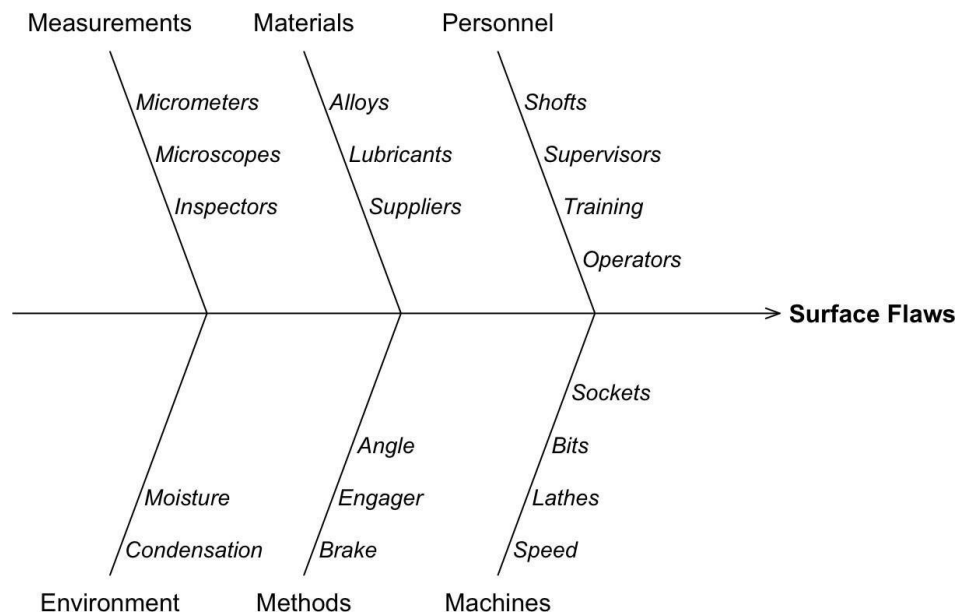 Measurements Materials Personnel
Micrometers Alloys Shofts
Microscopes Lubricants Supervisors
Inspectors Suppliers Training
Operators
Surface Flaws
Sockets
Angle Bits
Moisture Engager Lathes
Condensation Brake Speed
Environment Methods Machines